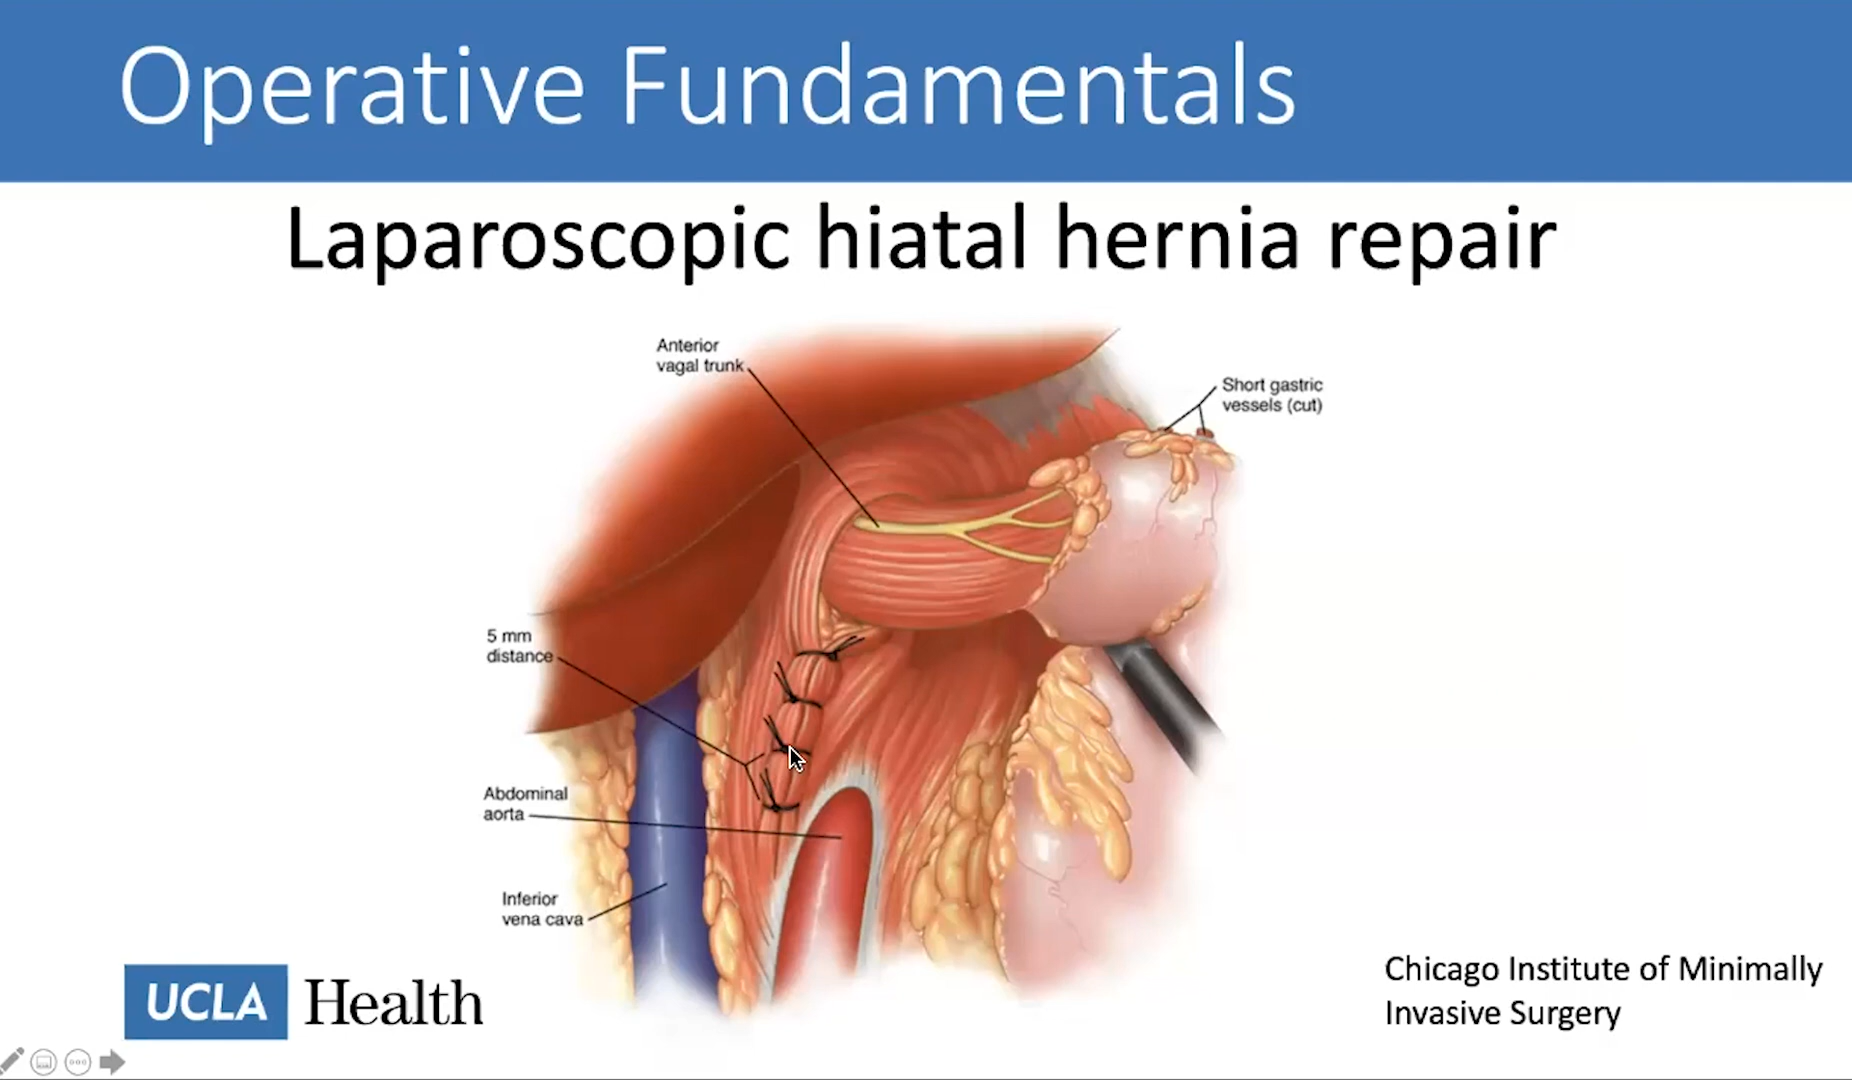 Operative Fundamentals
Laparoscopic hiatal hernia repair
Anterior
vagal trunk
Short gastric
vessels (cut)
5 mm
distance
Abdominal
aorta
Inferior
vena cava
UCLA Health
Chicago Institute of Minimally
Invasive Surgery